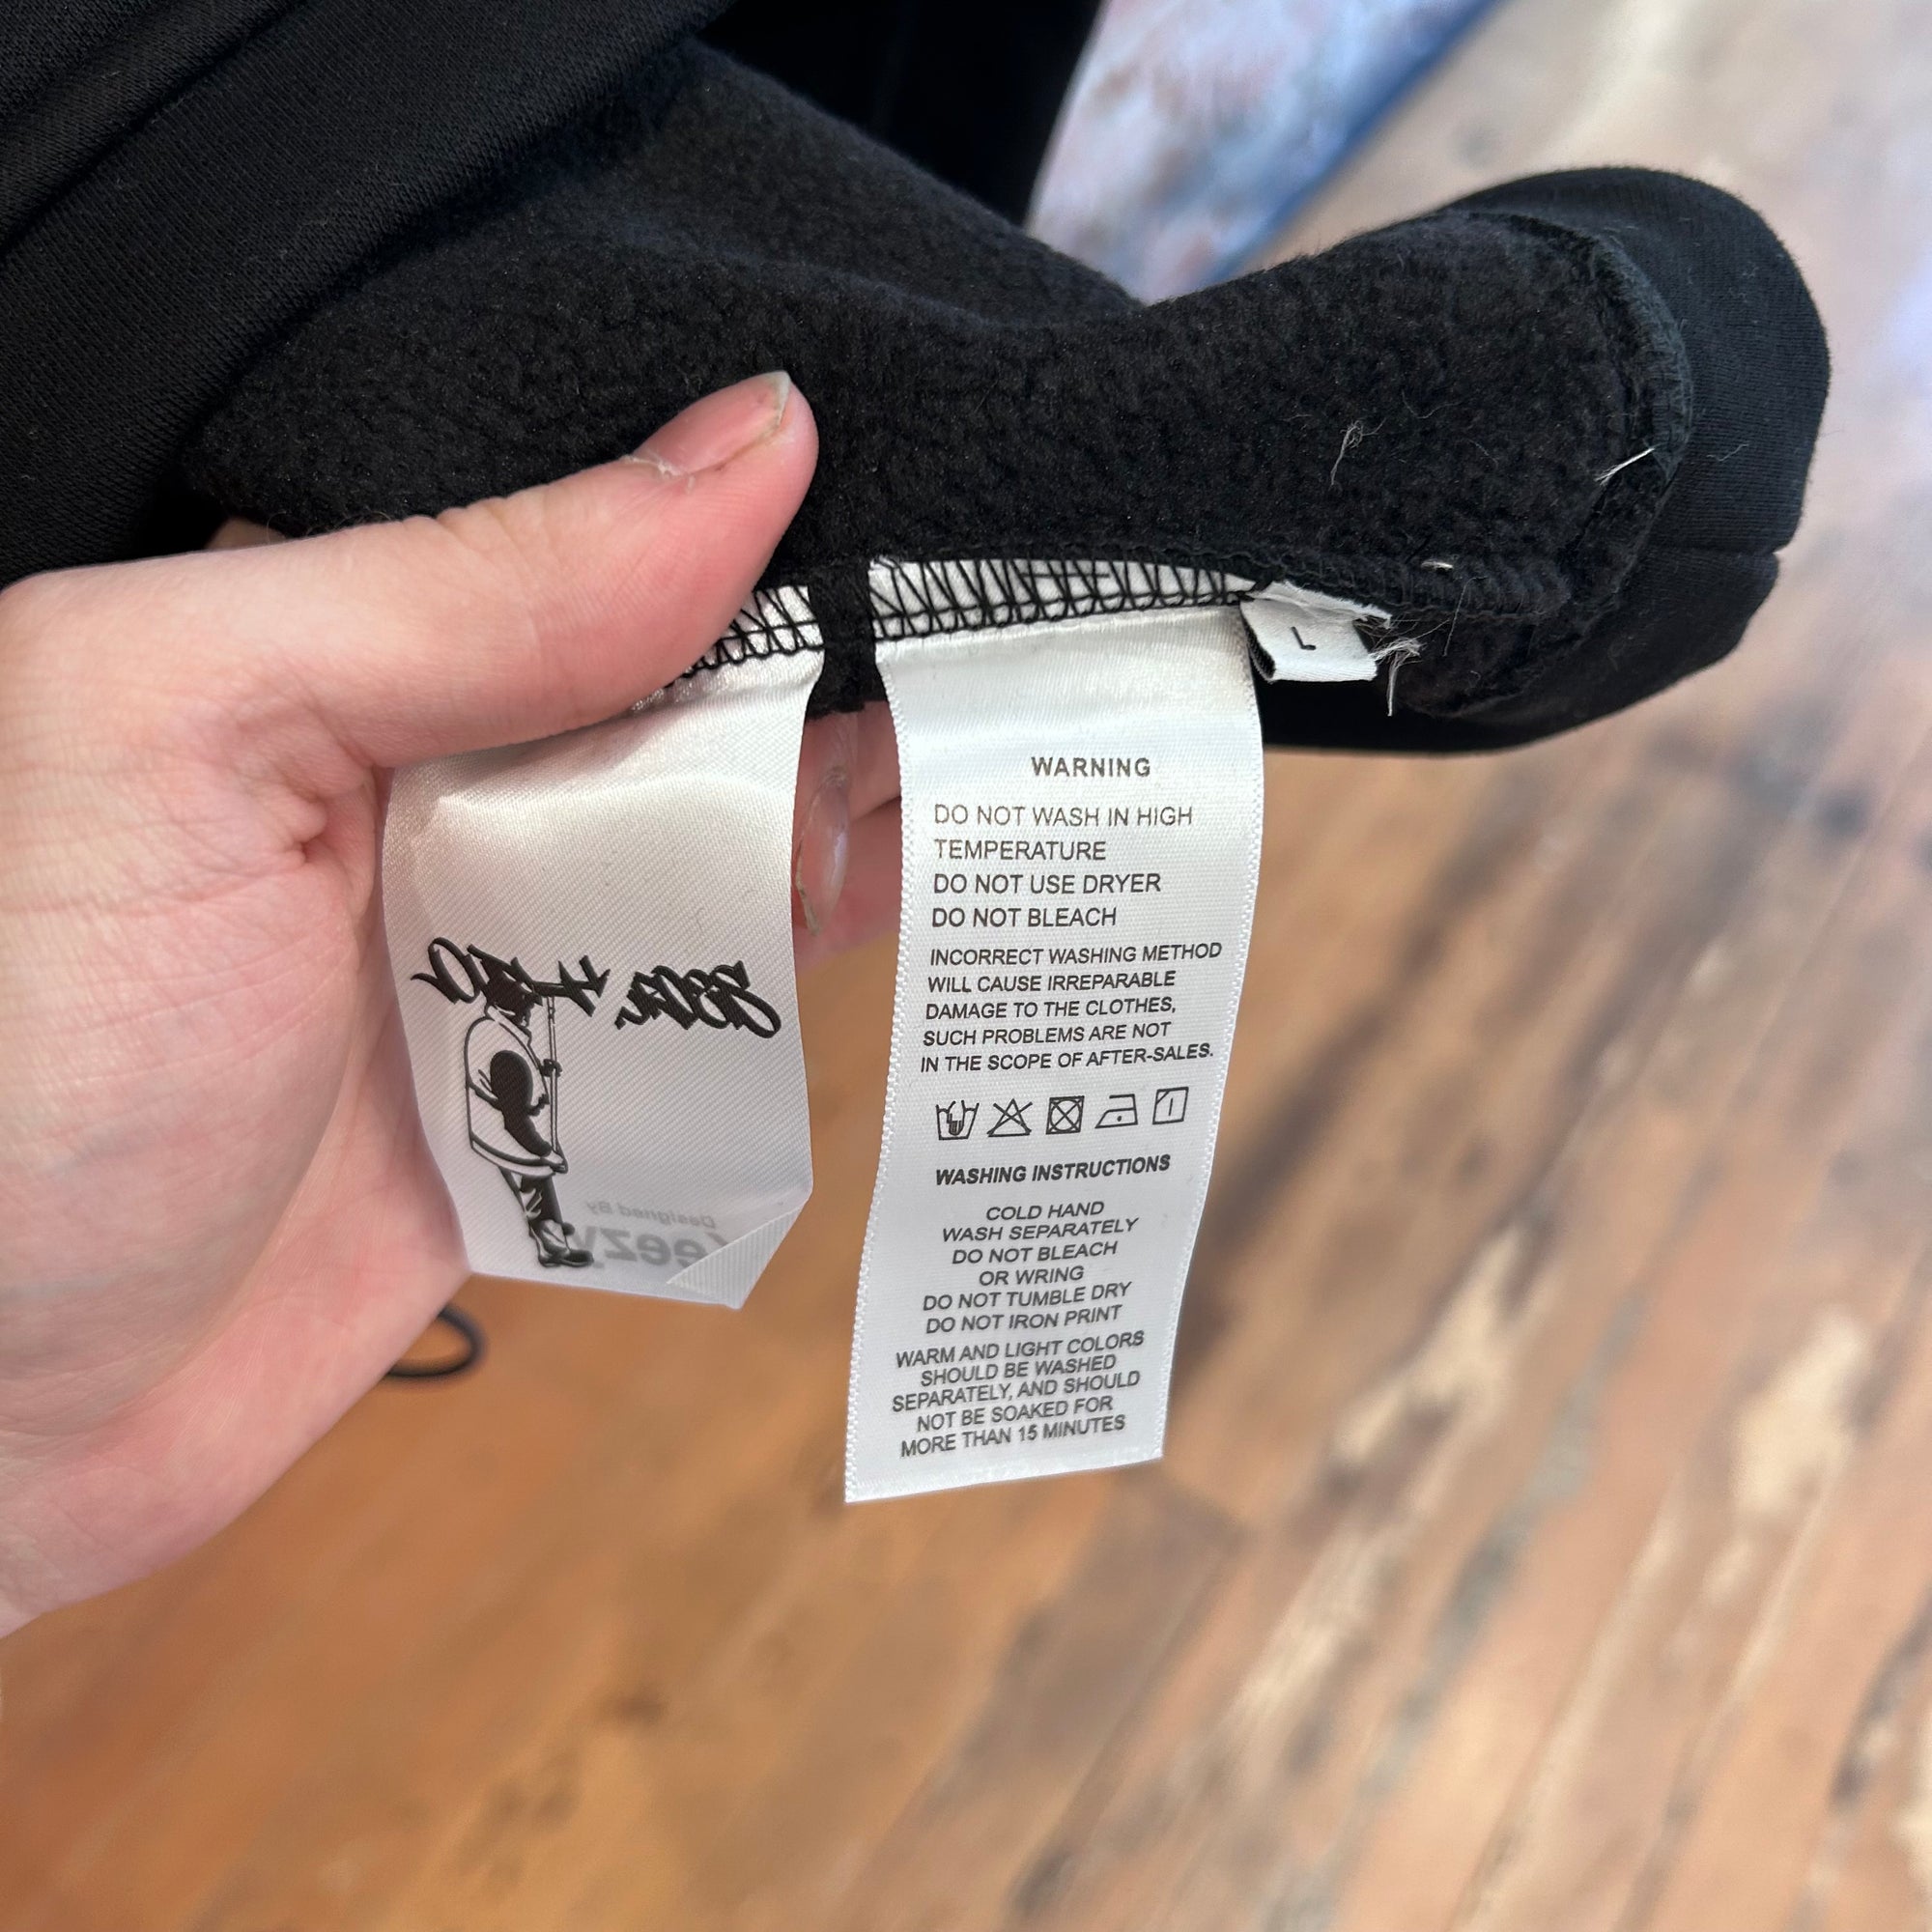 L
WARNING
DO NOT WASH IN HIGH
TEMPERATURE
DO NOT USE DRYER
DO NOT BLEACH
INCORRECT WASHING METHOD
WILL CAUSE IRREPARABLE
DAMAGE TO THE CLOTHES,
SUCH PROBLEMS ARE NOT
IN THE SCOPE OF AFTER-SALES.
WASHING INSTRUCTIONS
COLD HAND
WASH SEPARATELY
DO NOT BLEACH
OR WRING
DO NOT TUMBLE DRY
DO NOT IRON PRINT
WARM AND LIGHT COLORS
SHOULD BE WASHED
SEPARATELY, AND SHOULD
NOT BE SOAKED FOR
MORE THAN 15 MINUTES
Designed By